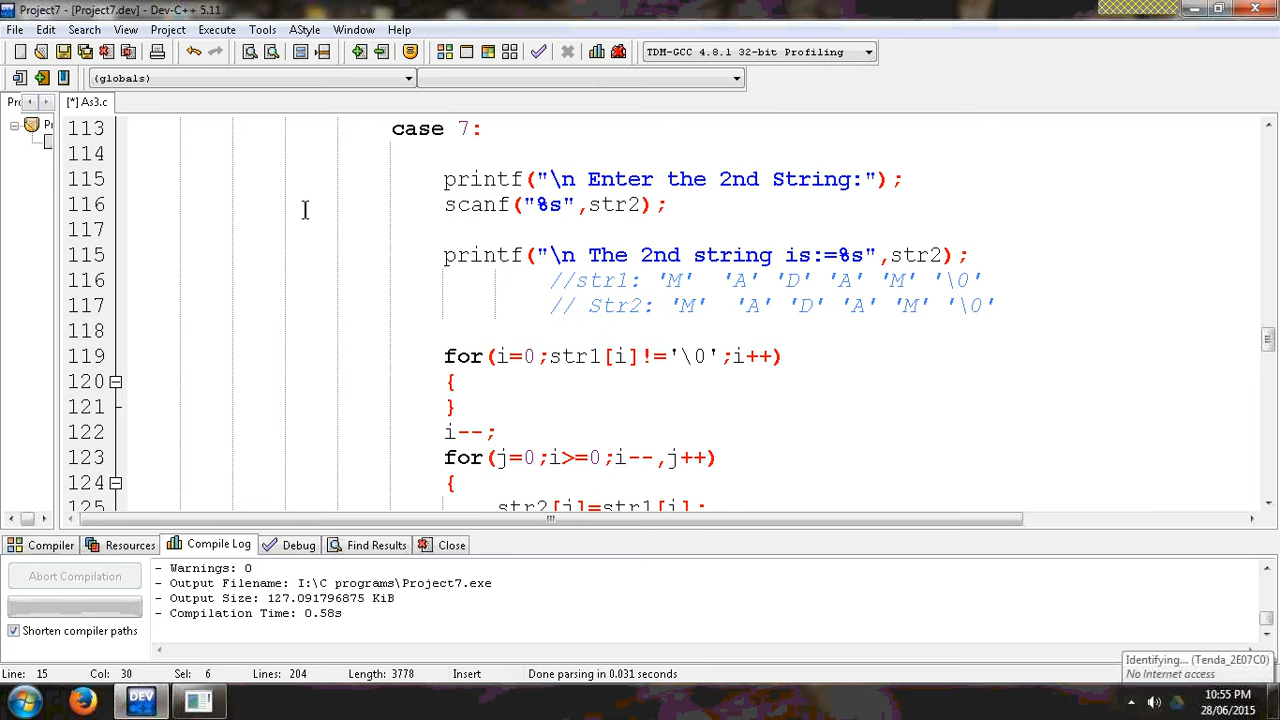 Project7 - [Project7.dev] - Dev-C++ 5.11
File Edit Search View Project Execute Tools AStyle Window Help
TDM-GCC 4.8.1 32-bit Profiling
(globals)
Prc [*] As3.c
113 case 7:
114
115 printf("\n Enter the 2nd String:");
116 scanf("%s",str2);
117
115 printf("\n The 2nd string is:=%s",str2);
116 //str1: 'M' 'A' 'D' 'A' 'M' '\0'
117 // Str2: 'M' 'A' 'D' 'A' 'M' '\0'
118
119 for(i=0;str1[i]!='\0';i++)
120 {
121 }
122 i--;
123 for(j=0;i>=0;i--,j++)
124 {
125 str2[j]=str1[i];
Compiler Resources Compile Log Debug Find Results Close
Abort Compilation
Shorten compiler paths
- Warnings: 0
- Output Filename: I:\C programs\Project7.exe
- Output Size: 127.091796875 KiB
- Compilation Time: 0.58s
Line: 15 Col: 30 Sel: 6 Lines: 204 Length: 3778 Insert Done parsing in 0.031 seconds
Identifying... (Tenda_2E07C0)
No Internet access
DEV
10:55 PM
28/06/2015